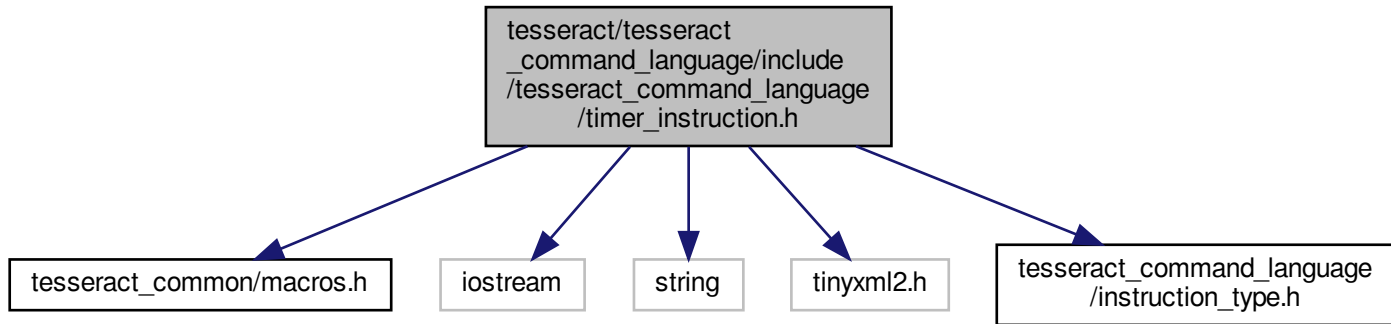 tesseract/tesseract
_command_language/include
/tesseract_command_language
/timer_instruction.h
tesseract_common/macros.h
iostream
string
tinyxml2.h
tesseract_command_language
/instruction_type.h